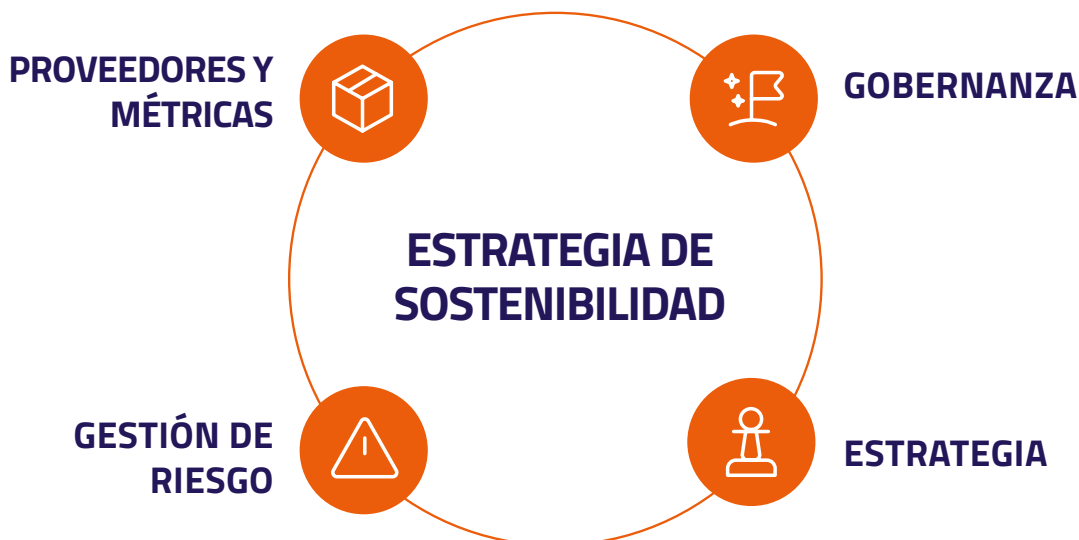 PROVEEDORES Y
MÉTRICAS
GOBERNANZA
ESTRATEGIA DE
SOSTENIBILIDAD
GESTIÓN DE
RIESGO
ESTRATEGIA